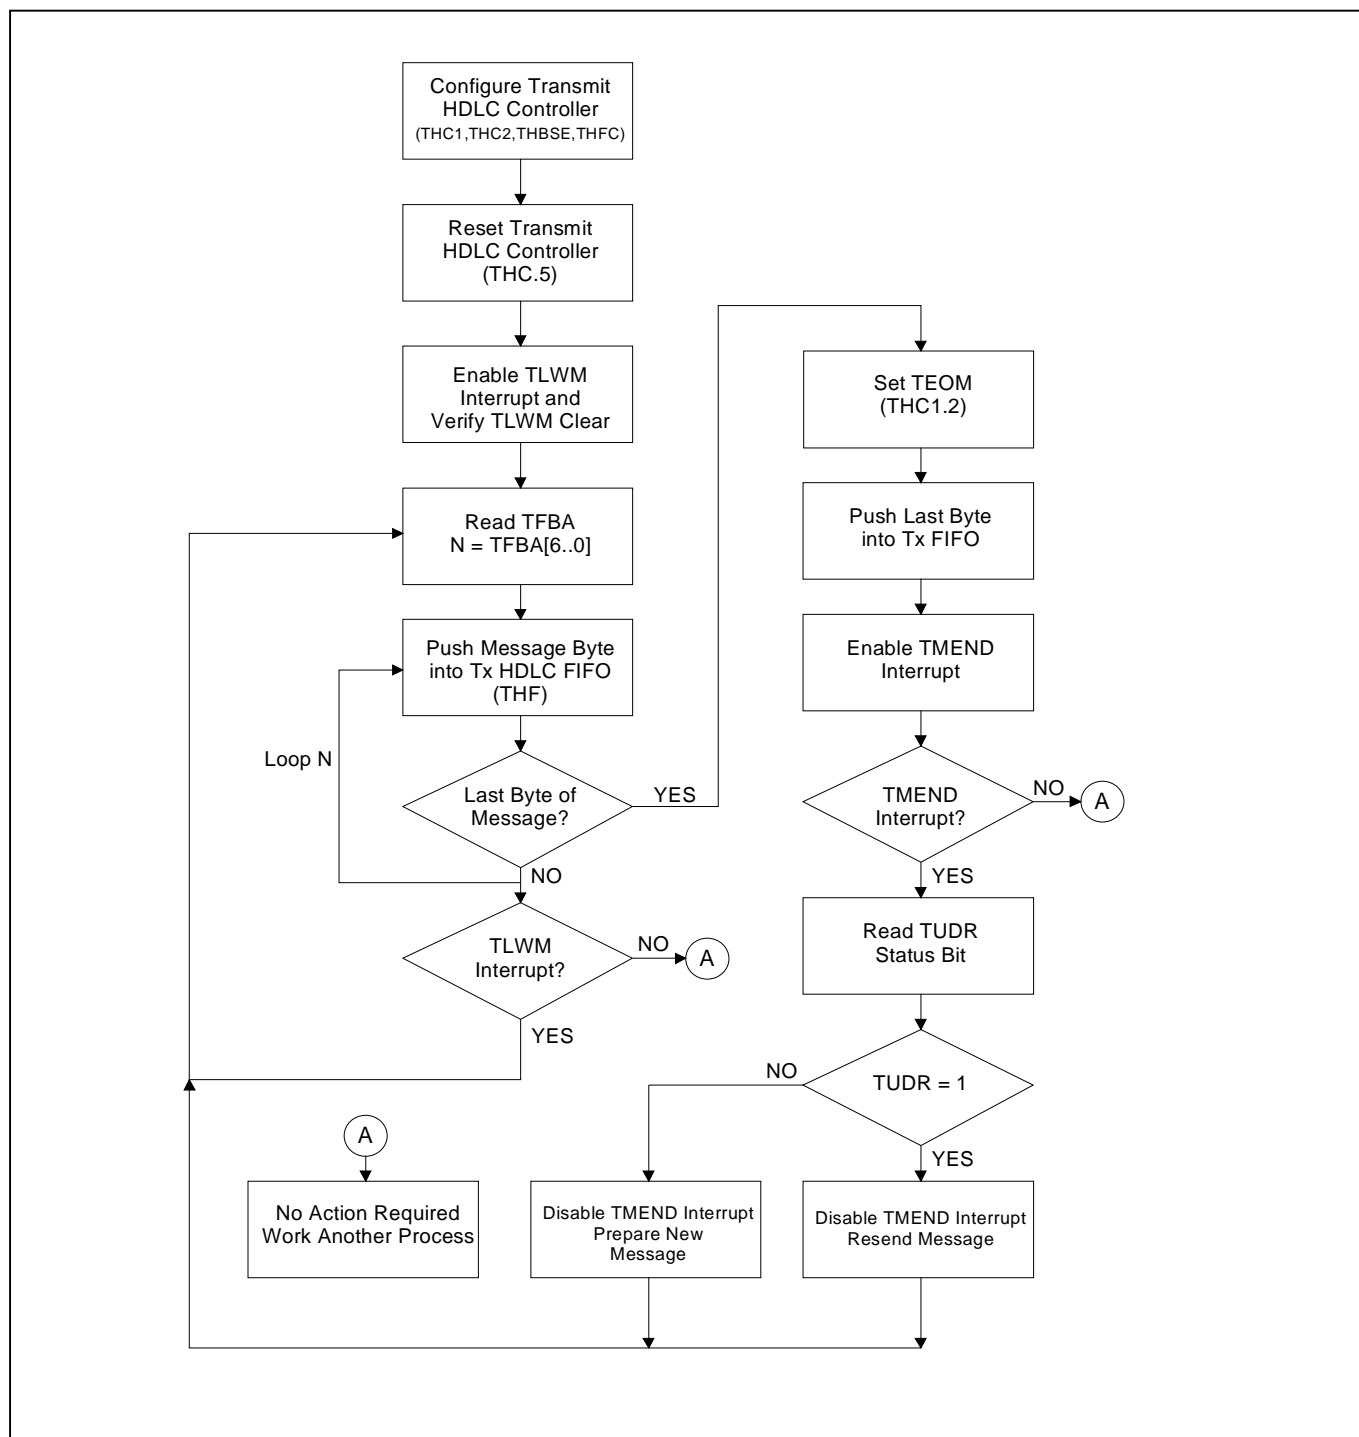 Configure Transmit
HDLC Controller
(THC1,THC2,THBSE,THFC)
Reset Transmit
HDLC Controller
(THC.5)
Enable TLWM
Interrupt and
Verify TLWM Clear
Read TFBA
N = TFBA[6..0]
Push Message Byte
into Tx HDLC FIFO
(THF)
Loop N
Last Byte of
Message?
YES
NO
TLWM
Interrupt?
NO
A
YES
Set TEOM
(THC1.2)
Push Last Byte
into Tx FIFO
Enable TMEND
Interrupt
TMEND
Interrupt?
NO
A
YES
Read TUDR
Status Bit
TUDR = 1
NO
YES
A
No Action Required
Work Another Process
Disable TMEND Interrupt
Prepare New
Message
Disable TMEND Interrupt
Resend Message